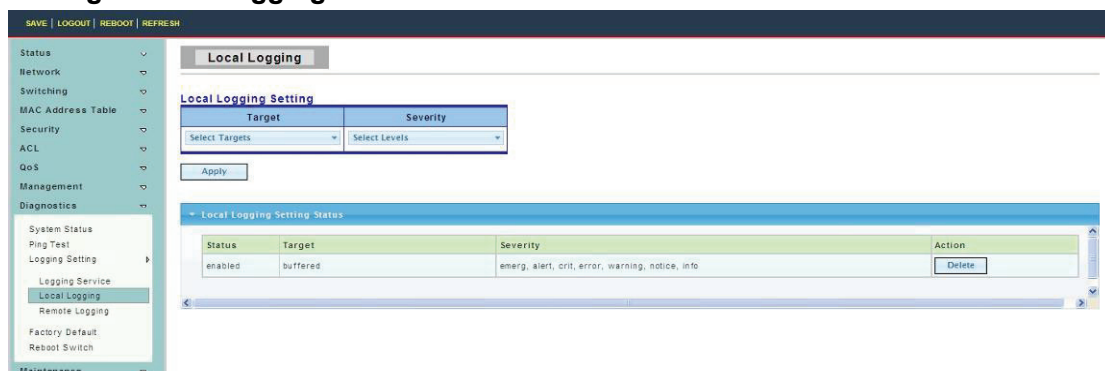 SAVE | LOGOUT | REBOOT | REFRESH
Status
Network
Switching
MAC Address Table
Security
ACL
QoS
Management
Diagnostics
System Status
Ping Test
Logging Setting
Logging Service
Local Logging
Remote Logging
Factory Default
Reboot Switch
Local Logging
Local Logging Setting
Target Severity
Select Targets Select Levels
Apply
Local Logging Setting Status
Status Target Severity Action
enabled buffered emerg, alert, crit, error, warning, notice, info Delete